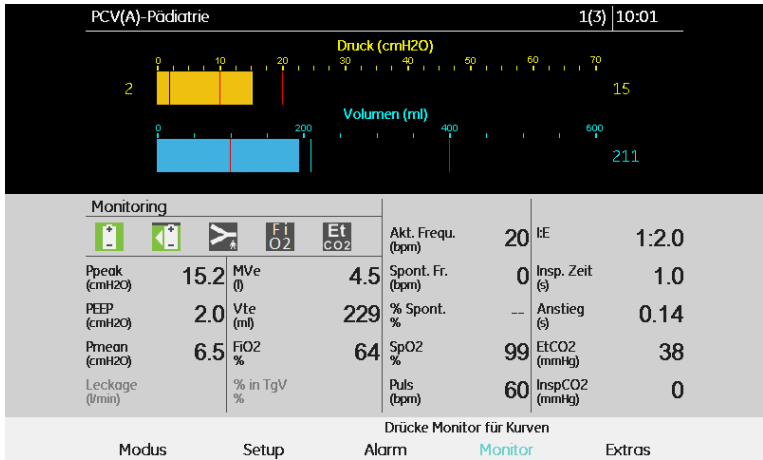 PCV(A)-Pädiatrie 1(3) 10:01
Druck (cmH2O)
0 10 20 30 40 50 60 70
2 15
Volumen (ml)
0 200 400 600
211
Monitoring
Fi O2 Et CO2
Akt. Frequ. (bpm) 20 I:E 1:2.0
Ppeak (cmH2O) 15.2 MVe (l) 4.5 Spont. Fr. (bpm) 0 Insp. Zeit (s) 1.0
PEEP (cmH2O) 2.0 Vte (ml) 229 % Spont. % -- Anstieg (s) 0.14
Pmean (cmH2O) 6.5 FiO2 % 64 SpO2 % 99 EtCO2 (mmHg) 38
Leckage (l/min) % in TgV % Puls (bpm) 60 InspCO2 (mmHg) 0
Drücke Monitor für Kurven
Modus Setup Alarm Monitor Extras